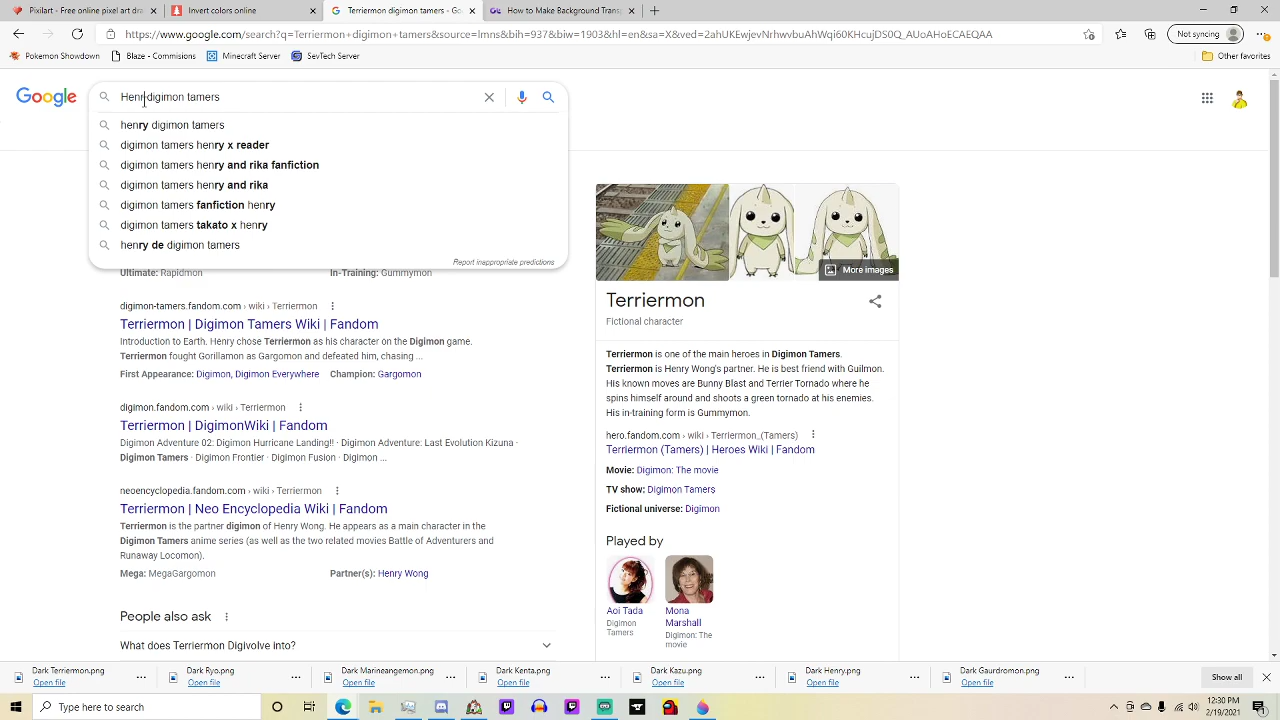 Pixilart - Free online pixel art dra
Imvoting
Terriermon digimon tamers - Goo
How to Make Background Transp
https://www.google.com/search?q=Terriermon+digimon+tamers&source=lmns&bih=937&biw=1903&hl=en&sa=X&ved=2ahUKEwjevNrhwvbuAhWqi60KHcujDS0Q_AUoAHoECAEQAA
Not syncing
Pokemon Showdown
Blaze - Commisions
Minecraft Server
SevTech Server
Other favorites
Google
Henr digimon tamers
henry digimon tamers
digimon tamers henry x reader
digimon tamers henry and rika fanfiction
digimon tamers henry and rika
digimon tamers fanfiction henry
digimon tamers takato x henry
henry de digimon tamers
Report inappropriate predictions
Ultimate: Rapidmon In-Training: Gummymon
digimon-tamers.fandom.com › wiki › Terriermon
Terriermon | Digimon Tamers Wiki | Fandom
Introduction to Earth. Henry chose Terriermon as his character on the Digimon game.
Terriermon fought Gorillamon as Gargomon and defeated him, chasing ...
First Appearance: Digimon, Digimon Everywhere Champion: Gargomon
digimon.fandom.com › wiki › Terriermon
Terriermon | DigimonWiki | Fandom
Digimon Adventure 02: Digimon Hurricane Landing!! · Digimon Adventure: Last Evolution Kizuna ·
Digimon Tamers · Digimon Frontier · Digimon Fusion · Digimon ...
neoencyclopedia.fandom.com › wiki › Terriermon
Terriermon | Neo Encyclopedia Wiki | Fandom
Terriermon is the partner digimon of Henry Wong. He appears as a main character in the
Digimon Tamers anime series (as well as the two related movies Battle of Adventurers and
Runaway Locomon).
Mega: MegaGargomon Partner(s): Henry Wong
People also ask
What does Terriermon Digivolve into?
More images
Terriermon
Fictional character
Terriermon is one of the main heroes in Digimon Tamers.
Terriermon is Henry Wong's partner. He is best friend with Guilmon.
His known moves are Bunny Blast and Terrier Tornado where he
spins himself around and shoots a green tornado at his enemies.
His in-training form is Gummymon.
hero.fandom.com › wiki › Terriermon_(Tamers)
Terriermon (Tamers) | Heroes Wiki | Fandom
Movie: Digimon: The movie
TV show: Digimon Tamers
Fictional universe: Digimon
Played by
Aoi Tada
Digimon
Tamers
Mona
Marshall
Digimon: The
movie
Dark Terriermon.png
Open file
Dark Ryo.png
Open file
Dark Marineangemon.png
Open file
Dark Kenta.png
Open file
Dark Kazu.png
Open file
Dark Henry.png
Open file
Dark Gaurdromon.png
Open file
Show all
Type here to search
12:30 PM
2/19/2021